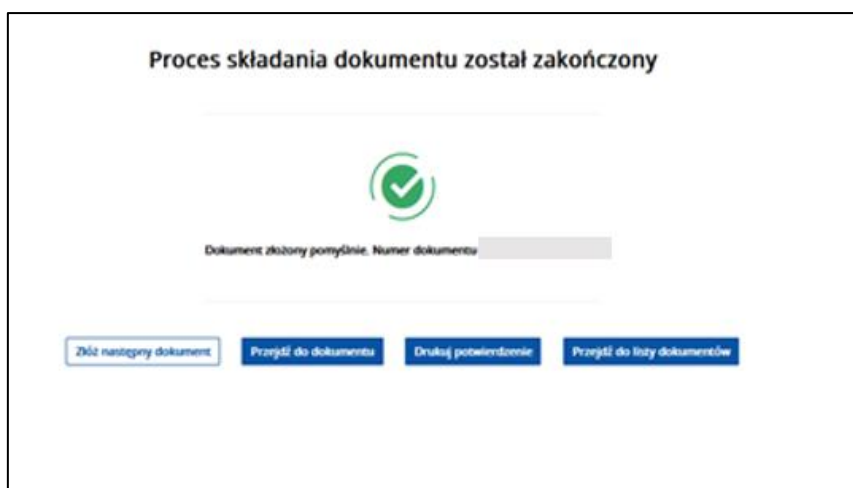 Proces składania dokumentu został zakończony
Dokument złożony pomyślnie. Numer dokumentu
Złóż następny dokument
Przejdź do dokumentu
Drukuj potwierdzenie
Przejdź do listy dokumentów